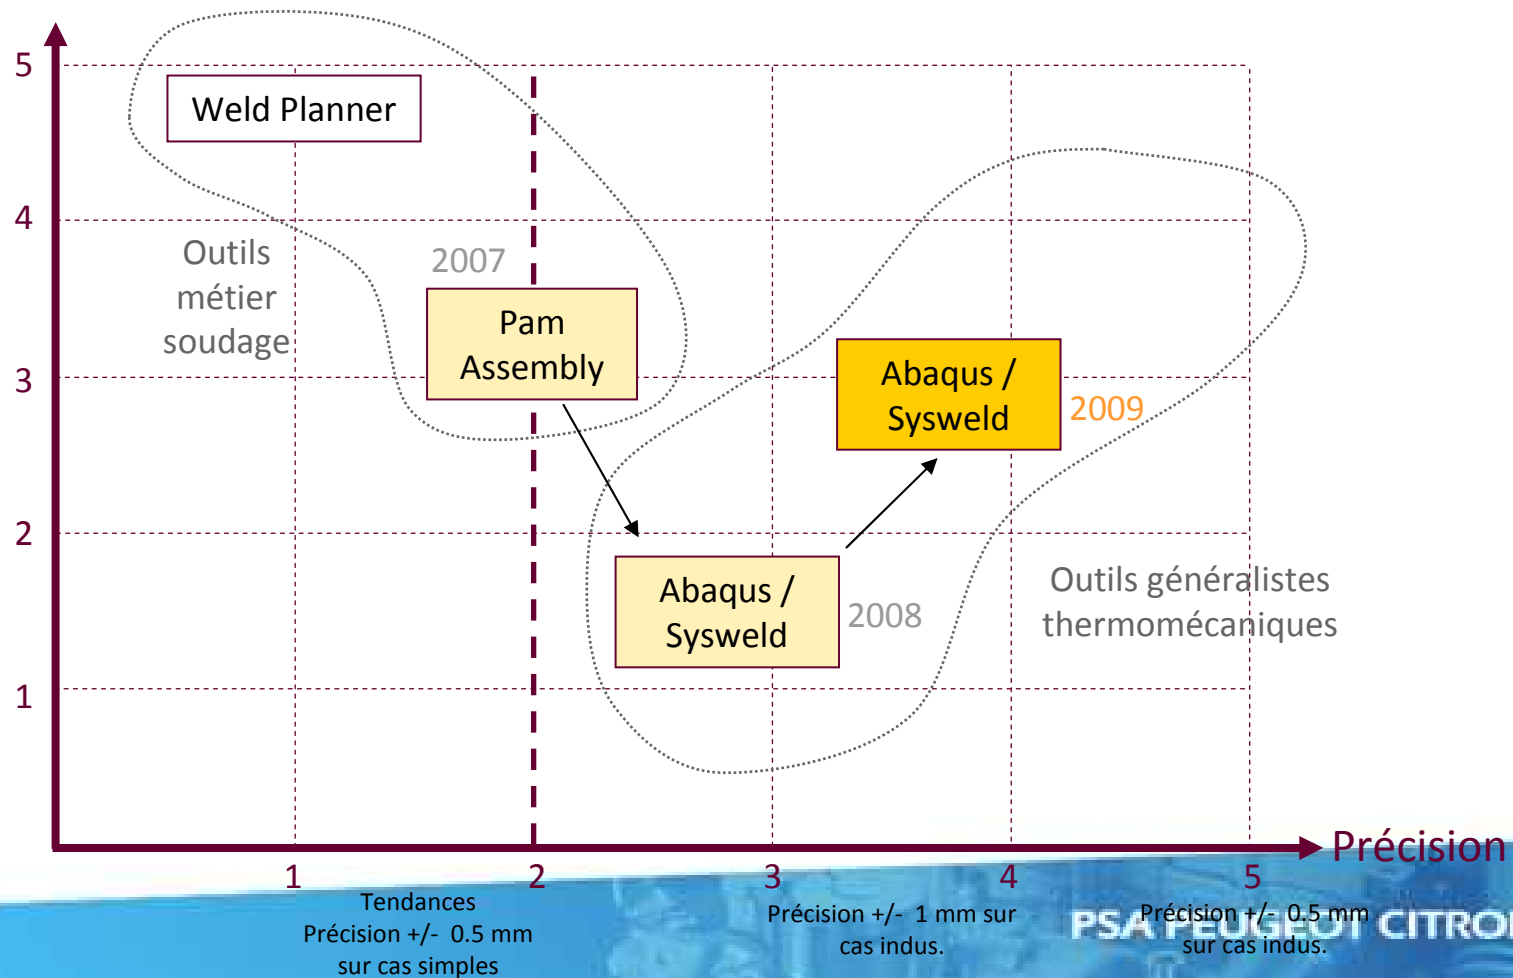 5
Weld Planner
4
Outils
métier
soudage
2007
Pam
Assembly
3
Abaqus /
Sysweld
2009
2
Abaqus /
Sysweld
2008
Outils généralistes
thermomécaniques
1
Précision
1
2
3
4
5
Tendances
Précision +/- 0.5 mm
sur cas simples
Précision +/- 1 mm sur
cas indus.
Précision +/- 0.5 mm
sur cas indus.
PSA PEUGEOT CITRO